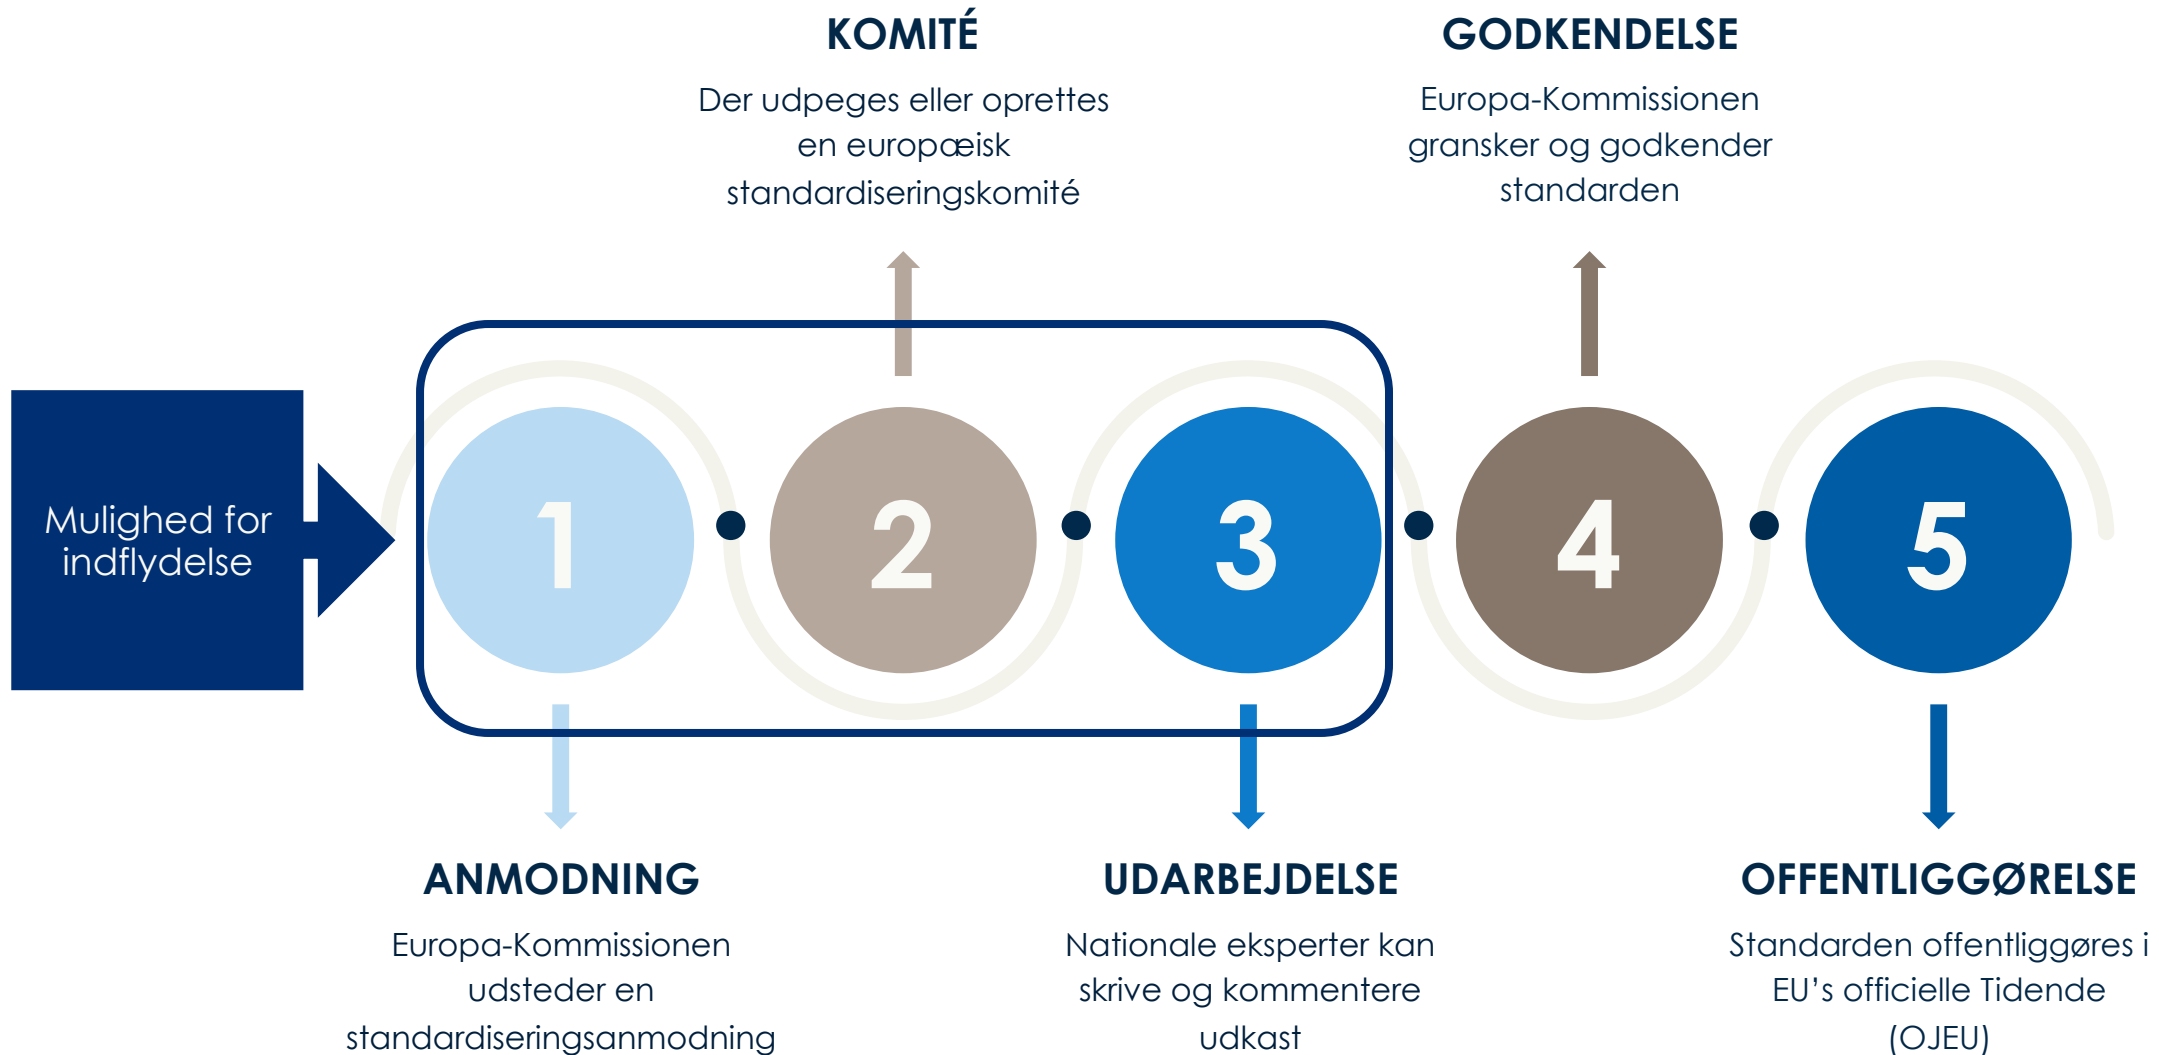 KOMITÉ
Der udpeges eller oprettes
en europæisk
standardiseringskomité
GODKENDELSE
Europa-Kommissionen
gransker og godkender
standarden
Mulighed for
indflydelse
1
2
3
4
5
ANMODNING
Europa-Kommissionen
udsteder en
standardiseringsanmodning
UDARBEJDELSE
Nationale eksperter kan
skrive og kommentere
udkast
OFFENTLIGGØRELSE
Standarden offentliggøres i
EU’s officielle Tidende
(OJEU)